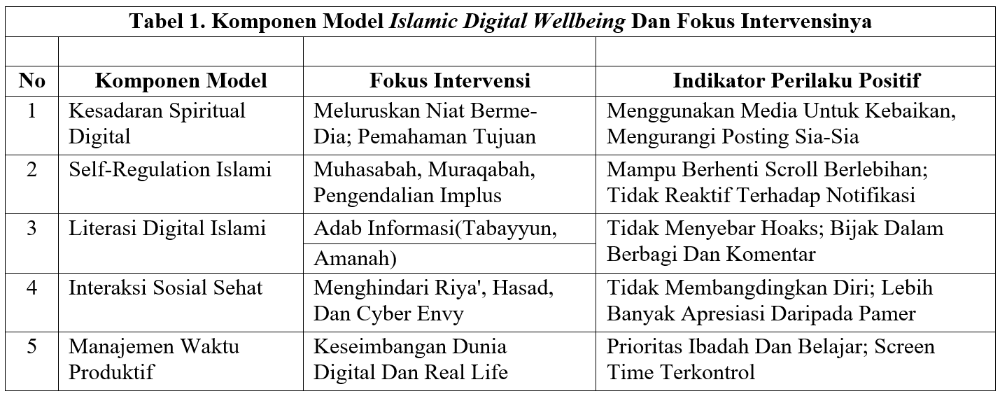 Tabel 1. Komponen Model Islamic Digital Wellbeing Dan Fokus Intervensinya
No Komponen Model Fokus Intervensi Indikator Perilaku Positif
1 Kesadaran Spiritual Meluruskan Niat Berme- Menggunakan Media Untuk Kebaikan,
Digital Dia; Pemahaman Tujuan Mengurangi Posting Sia-Sia
2 Self-Regulation Islami Muhasabah, Muraqabah, Mampu Berhenti Scroll Berlebihan;
Pengendalian Implus Tidak Reaktif Terhadap Notifikasi
3 Literasi Digital Islami Adab Informasi(Tabayyun, Tidak Menyebar Hoaks; Bijak Dalam
Amanah) Berbagi Dan Komentar
4 Interaksi Sosial Sehat Menghindari Riya', Hasad, Tidak Membangdingkan Diri; Lebih
Dan Cyber Envy Banyak Apresiasi Daripada Pamer
5 Manajemen Waktu Keseimbangan Dunia Prioritas Ibadah Dan Belajar; Screen
Produktif Digital Dan Real Life Time Terkontrol